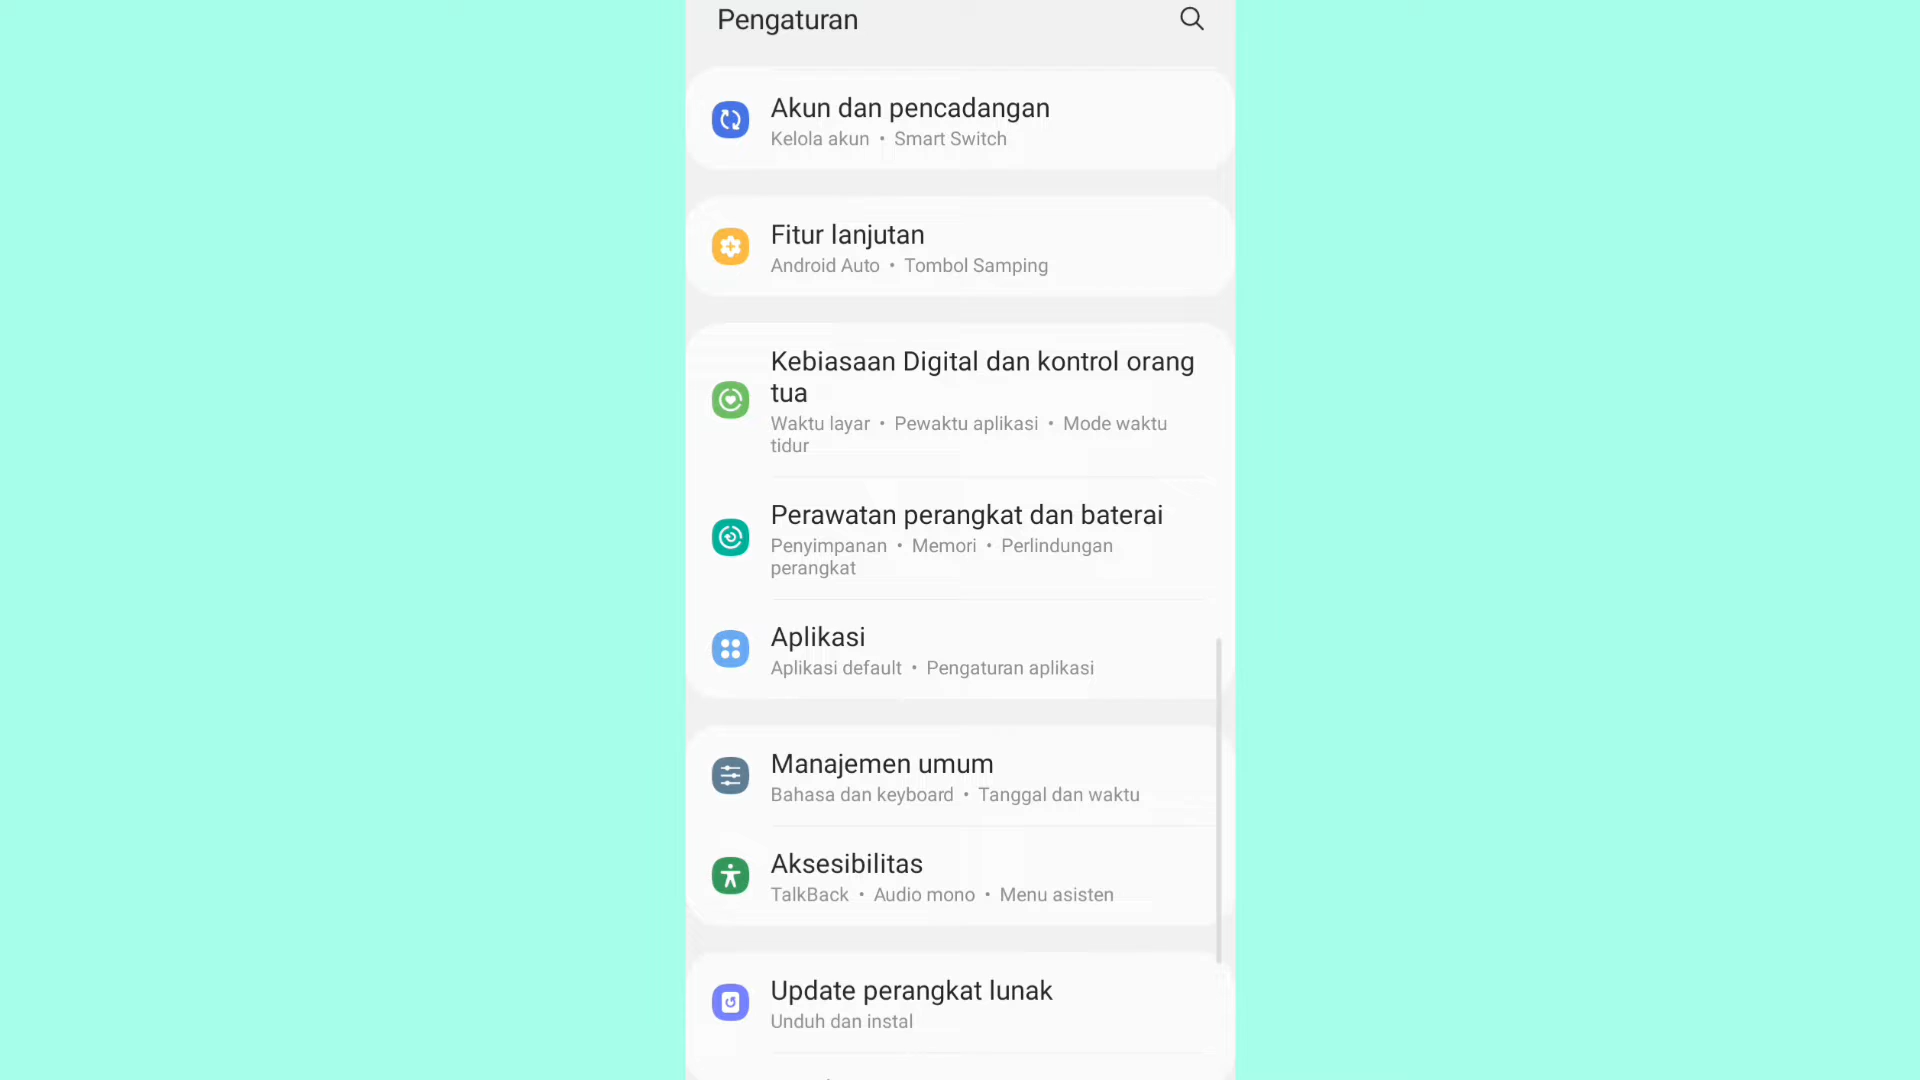 Pengaturan
Akun dan pencadangan
Kelola akun • Smart Switch
Fitur lanjutan
Android Auto • Tombol Samping
Kebiasaan Digital dan kontrol orang
tua
Waktu layar • Pewaktu aplikasi • Mode waktu
tidur
Perawatan perangkat dan baterai
Penyimpanan • Memori • Perlindungan
perangkat
Aplikasi
Aplikasi default • Pengaturan aplikasi
Manajemen umum
Bahasa dan keyboard • Tanggal dan waktu
Aksesibilitas
TalkBack • Audio mono • Menu asisten
Update perangkat lunak
Unduh dan instal